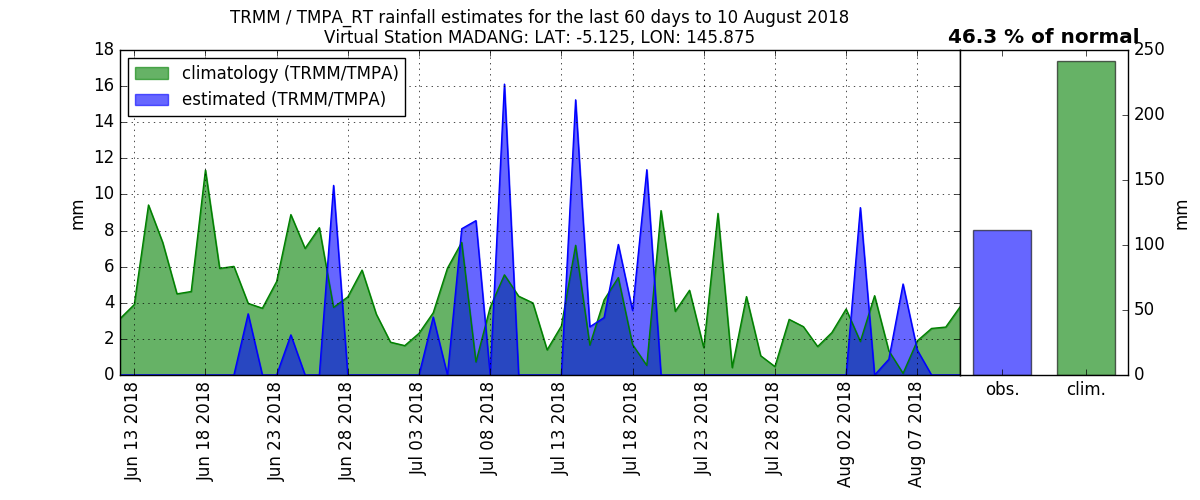 TRMM / TMPA_RT rainfall estimates for the last 60 days to 10 August 2018
Virtual Station MADANG: LAT: -5.125, LON: 145.875
46.3 % of normal
climatology (TRMM/TMPA)
estimated (TRMM/TMPA)
18
16
14
12
10
8
6
4
2
0
mm
Jun 13 2018
Jun 18 2018
Jun 23 2018
Jun 28 2018
Jul 03 2018
Jul 08 2018
Jul 13 2018
Jul 18 2018
Jul 23 2018
Jul 28 2018
Aug 02 2018
Aug 07 2018
obs.
clim.
250
200
150
100
50
0
mm